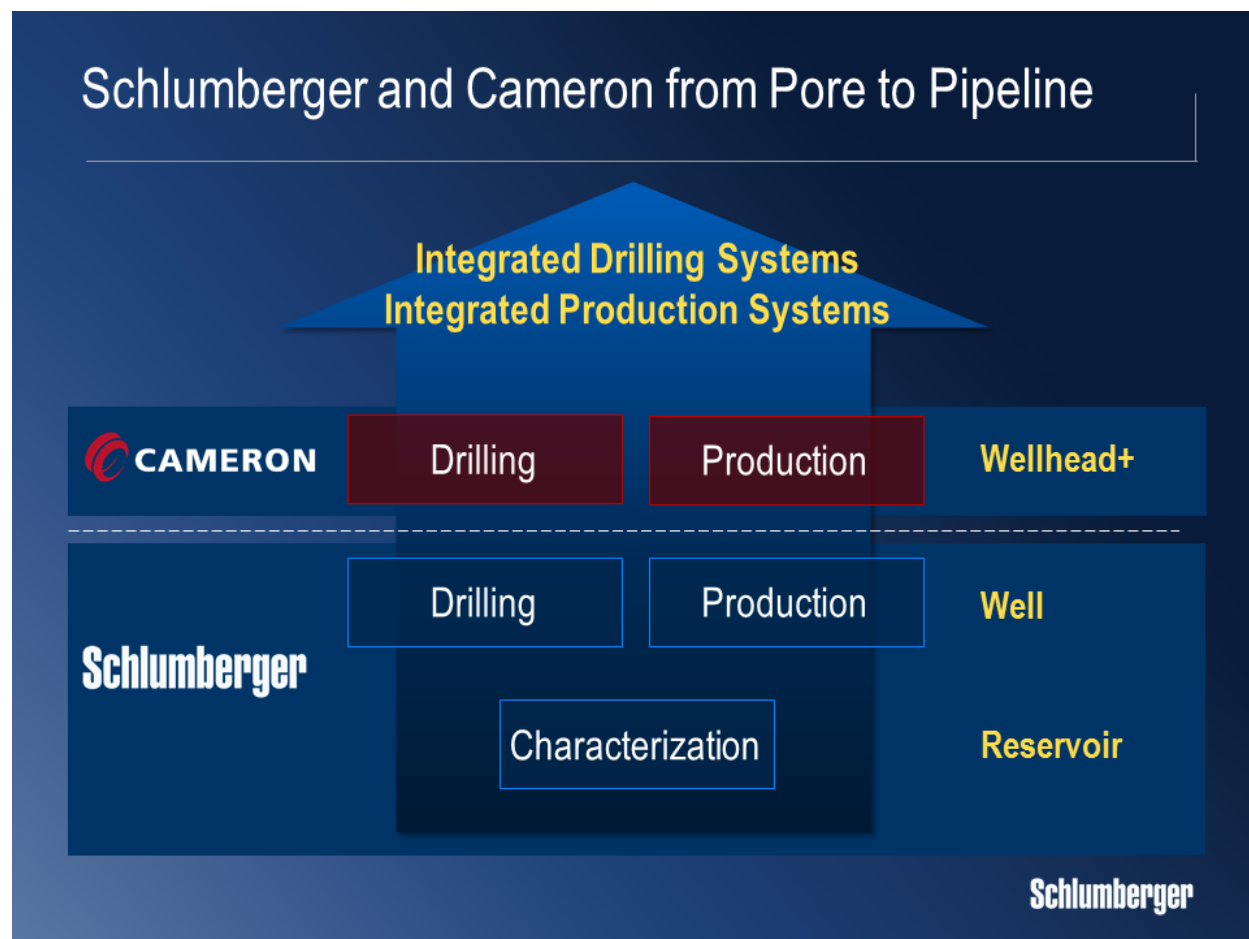 Schlumberger and Cameron from Pore to Pipeline
Integrated Drilling Systems
Integrated Production Systems
CAMERON
Drilling
Production
Wellhead+
Drilling
Production
Well
Schlumberger
Characterization
Reservoir
Schlumberger